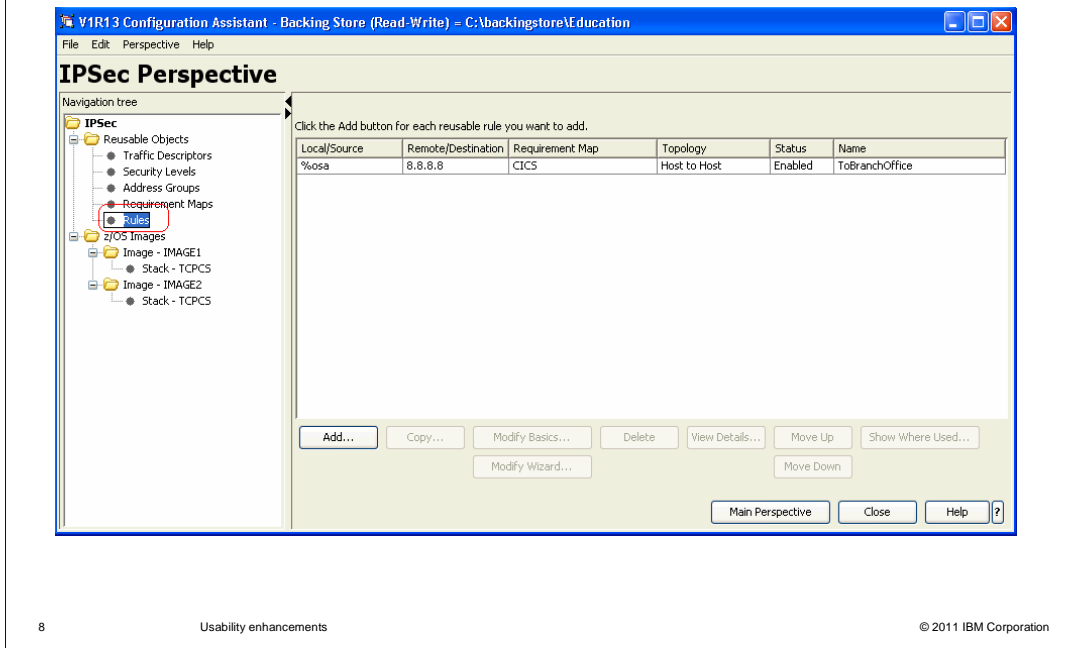 V1R13 Configuration Assistant - Backing Store (Read-Write) = C:\backingstore\Education
File Edit Perspective Help
IPSec Perspective
Navigation tree
IPSec
Reusable Objects
Traffic Descriptors
Security Levels
Address Groups
Requirement Maps
Rules
z/OS Images
Image - IMAGE1
Stack - TCPCS
Image - IMAGE2
Stack - TCPCS
Click the Add button for each reusable rule you want to add.
Local/Source Remote/Destination Requirement Map Topology Status Name
%osa 8.8.8.8 CICS Host to Host Enabled ToBranchOffice
Add... Copy... Modify Basics... Delete View Details... Move Up Show Where Used...
Modify Wizard... Move Down
Main Perspective Close Help ?
8 Usability enhancements © 2011 IBM Corporation